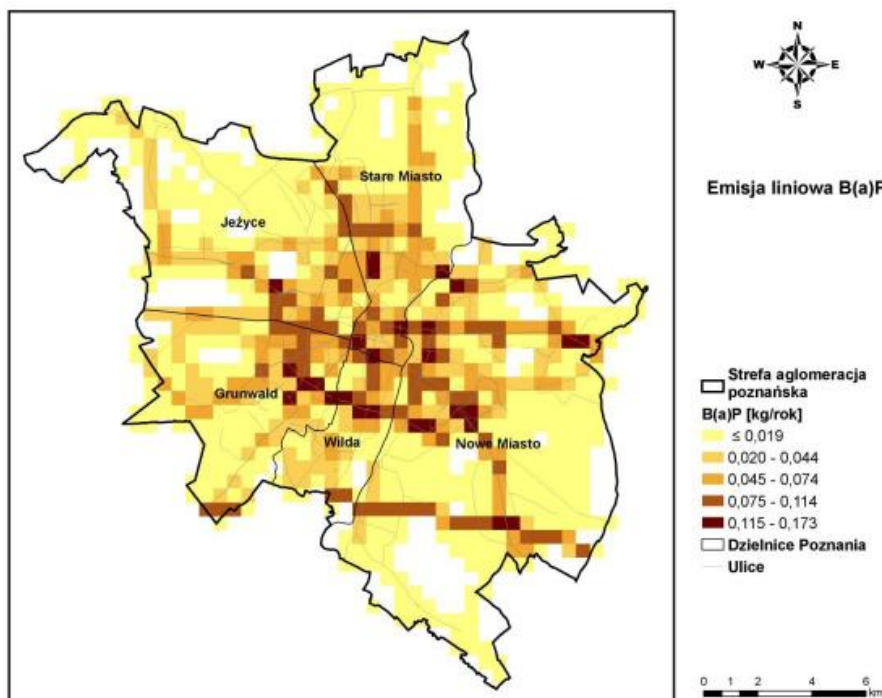 N
W E
S
Emisja liniowa B(a)P
Stare Miasto
Jeżyce
Grunwald
Wilda
Nowe Miasto
Strefa aglomeracja
poznańska
B(a)P [kg/rok]
≤ 0,019
0,020 - 0,044
0,045 - 0,074
0,075 - 0,114
0,115 - 0,173
Dzielnice Poznania
Ulice
0 1 2 4 6
km